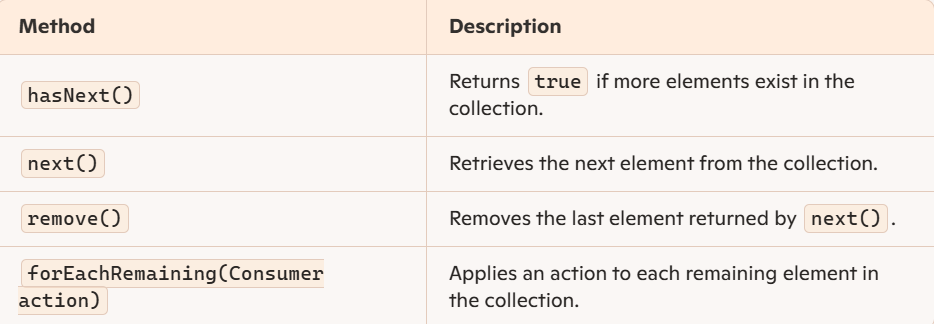 Method Description
hasNext() Returns true if more elements exist in the
collection.
next() Retrieves the next element from the collection.
remove() Removes the last element returned by next() .
forEachRemaining(Consumer
action) Applies an action to each remaining element in
the collection.